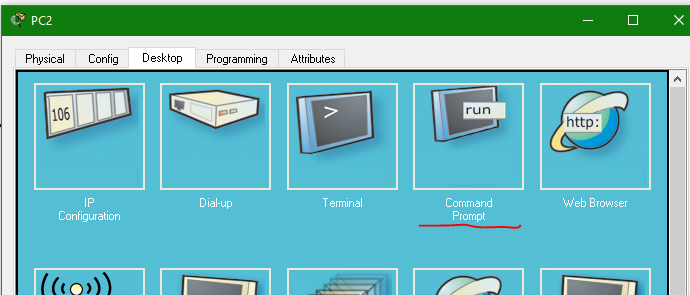 PC2
Physical Config Desktop Programming Attributes
106 > run http:
IP Configuration Dial-up Terminal Command Prompt Web Browser